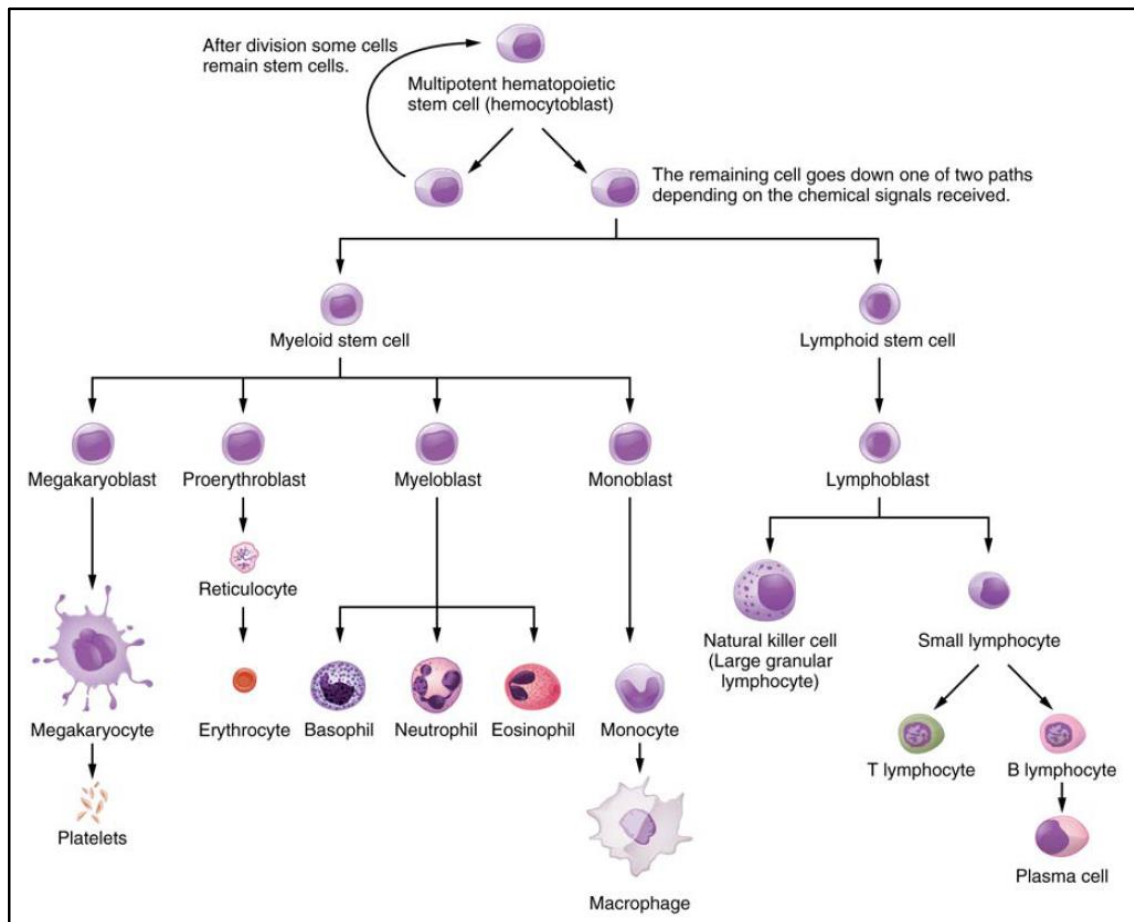 After division some cells
remain stem cells.
Multipotent hematopoietic
stem cell (hemocytoblast)
The remaining cell goes down one of two paths
depending on the chemical signals received.
Myeloid stem cell
Lymphoid stem cell
Megakaryoblast
Proerythroblast
Myeloblast
Monoblast
Lymphoblast
Reticulocyte
Natural killer cell
(Large granular
lymphocyte)
Small lymphocyte
Megakaryocyte
Erythrocyte
Basophil
Neutrophil
Eosinophil
Monocyte
T lymphocyte
B lymphocyte
Platelets
Macrophage
Plasma cell